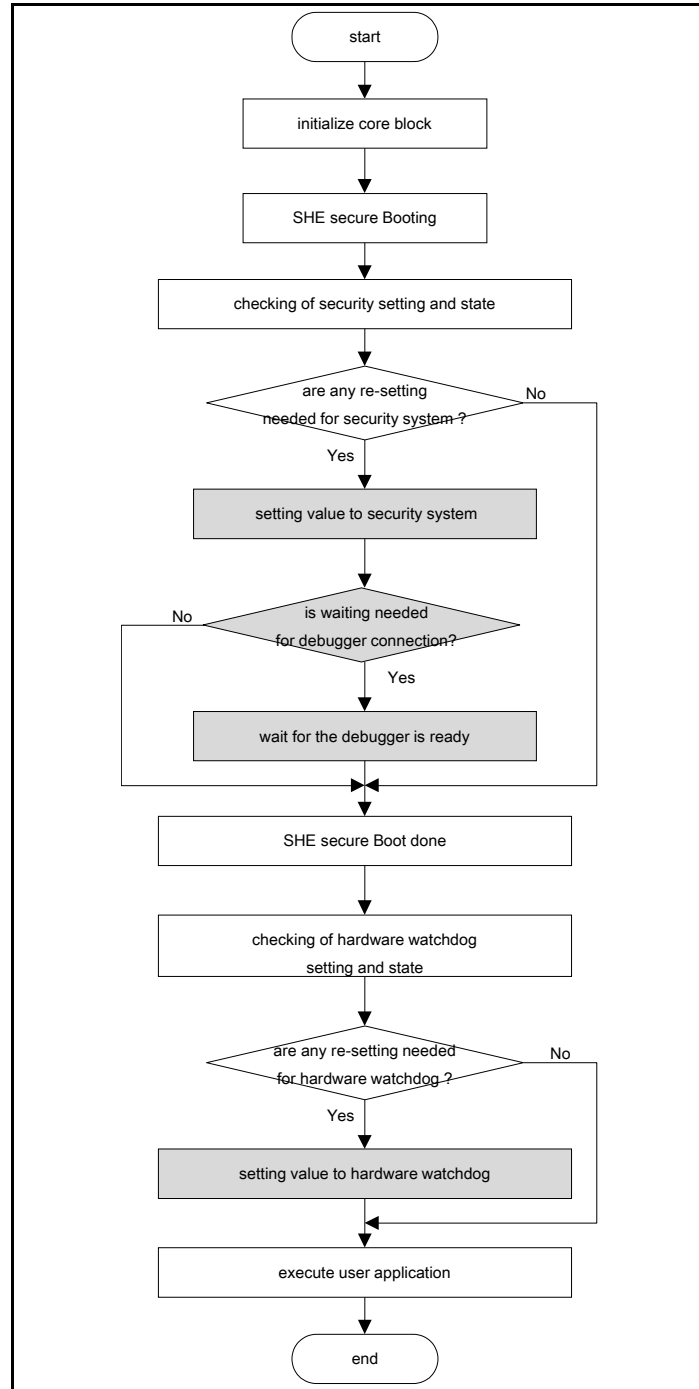 start
initialize core block
SHE secure Booting
checking of security setting and state
are any re-setting
needed for security system ?
No
Yes
setting value to security system
is waiting needed
for debugger connection?
No
Yes
wait for the debugger is ready
SHE secure Boot done
checking of hardware watchdog
setting and state
are any re-setting needed
for hardware watchdog ?
No
Yes
setting value to hardware watchdog
execute user application
end